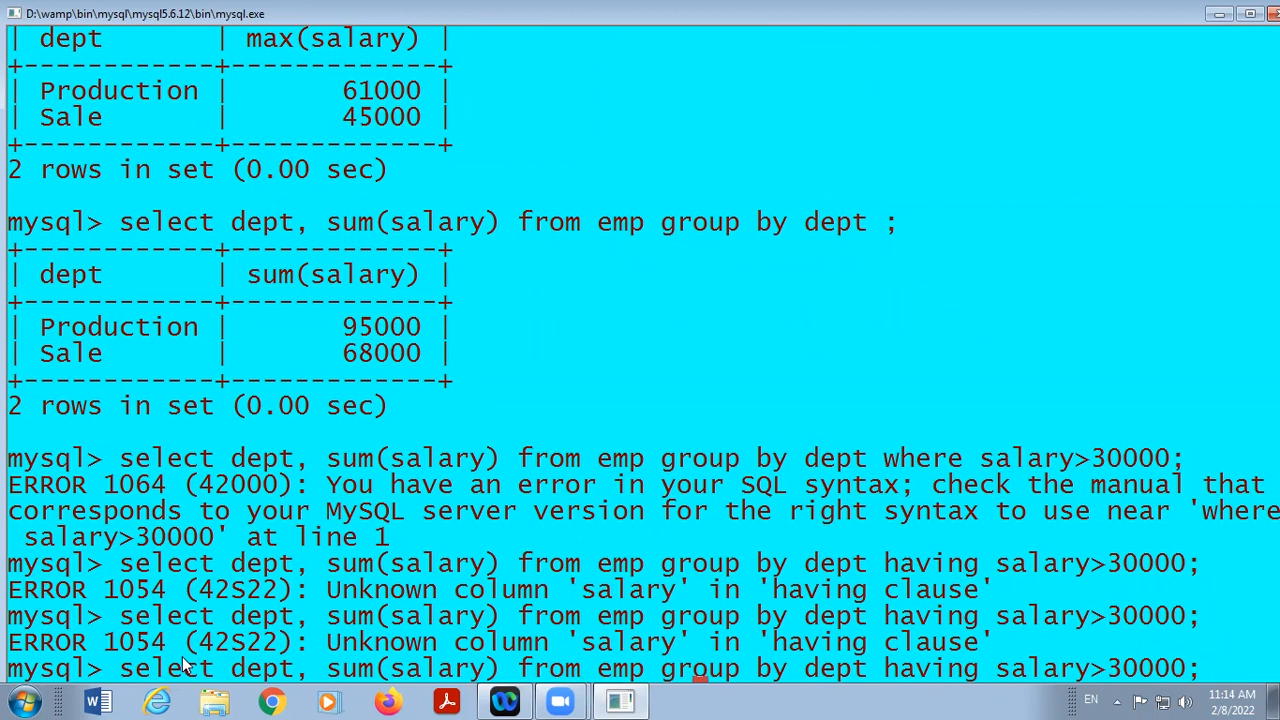 D:\wamp\bin\mysql\mysql5.6.12\bin\mysql.exe
| dept       | max(salary) |
+------------+-------------+
| Production |       61000 |
| Sale       |       45000 |
+------------+-------------+
2 rows in set (0.00 sec)
mysql> select dept, sum(salary) from emp group by dept ;
+------------+-------------+
| dept       | sum(salary) |
+------------+-------------+
| Production |       95000 |
| Sale       |       68000 |
+------------+-------------+
2 rows in set (0.00 sec)
mysql> select dept, sum(salary) from emp group by dept where salary>30000;
ERROR 1064 (42000): You have an error in your SQL syntax; check the manual that
corresponds to your MySQL server version for the right syntax to use near 'where
 salary>30000' at line 1
mysql> select dept, sum(salary) from emp group by dept having salary>30000;
ERROR 1054 (42S22): Unknown column 'salary' in 'having clause'
mysql> select dept, sum(salary) from emp group by dept having salary>30000;
ERROR 1054 (42S22): Unknown column 'salary' in 'having clause'
mysql> select dept, sum(salary) from emp group by dept having salary>30000;
EN
11:14 AM
2/8/2022